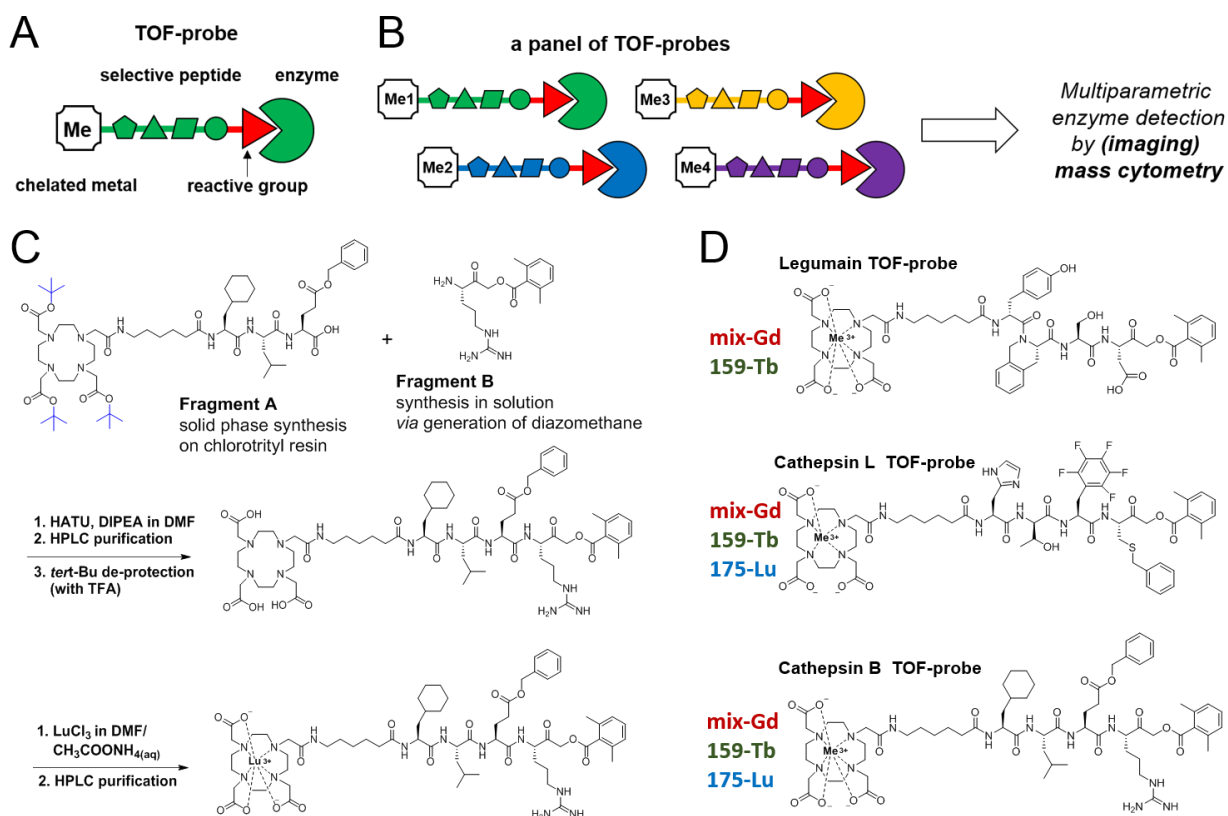 A
TOF-probe
selective peptide
enzyme
Me
chelated metal
reactive group
B
a panel of TOF-probes
Me1
Me3
Me2
Me4
Multiparametric
enzyme detection
by (imaging)
mass cytometry
C
Fragment A
solid phase synthesis
on chlorotrityl resin
+
Fragment B
synthesis in solution
via generation of diazomethane
1. HATU, DIPEA in DMF
2. HPLC purification
3. tert-Bu de-protection
(with TFA)
1. LuCl3 in DMF/
CH3COONH4(aq)
2. HPLC purification
Lu3+
D
Legumain TOF-probe
mix-Gd
159-Tb
Me3+
Cathepsin L TOF-probe
mix-Gd
159-Tb
175-Lu
Me3+
Cathepsin B TOF-probe
mix-Gd
159-Tb
175-Lu
Me3+